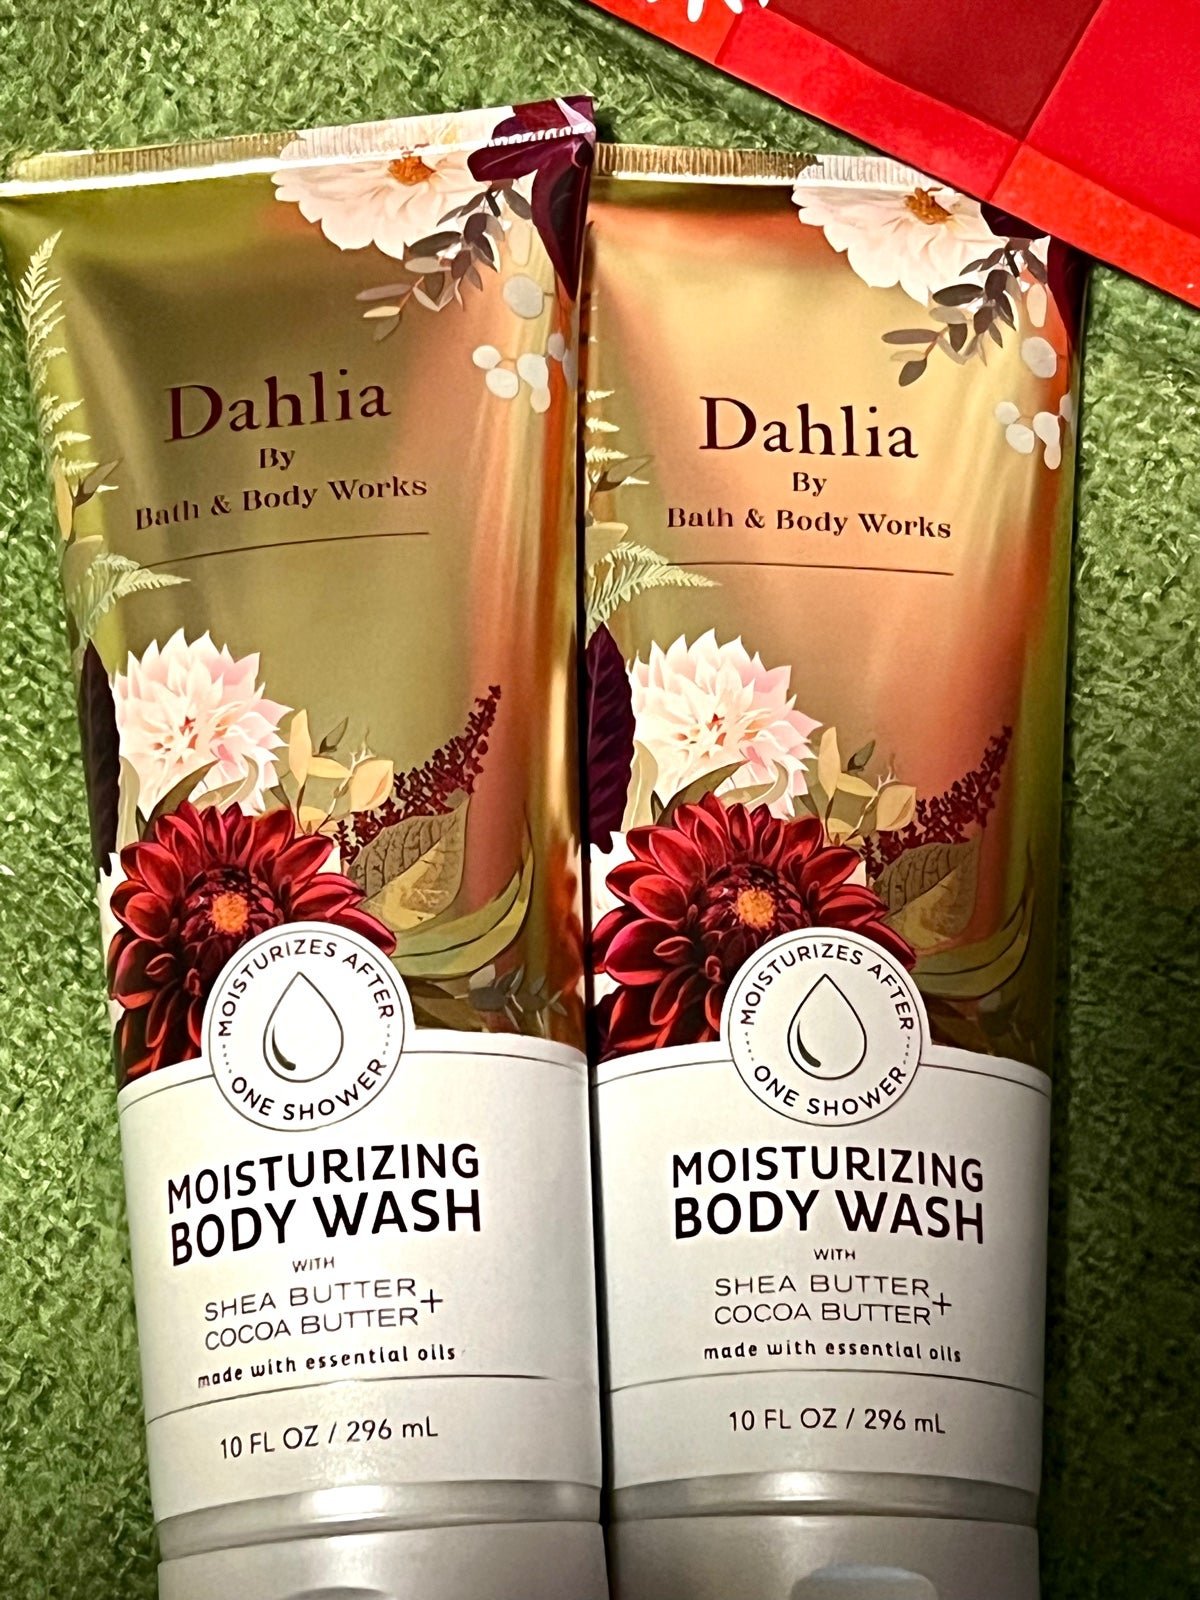 Dahlia
By
Bath & Body Works
MOISTURIZES AFTER
ONE SHOWER
MOISTURIZING
BODY WASH
WITH
SHEA BUTTER
COCOA BUTTER+
made with essential oils
10 FL OZ / 296 mL
Dahlia
By
Bath & Body Works
MOISTURIZES AFTER
ONE SHOWER
MOISTURIZING
BODY WASH
WITH
SHEA BUTTER
COCOA BUTTER+
made with essential oils
10 FL OZ / 296 mL